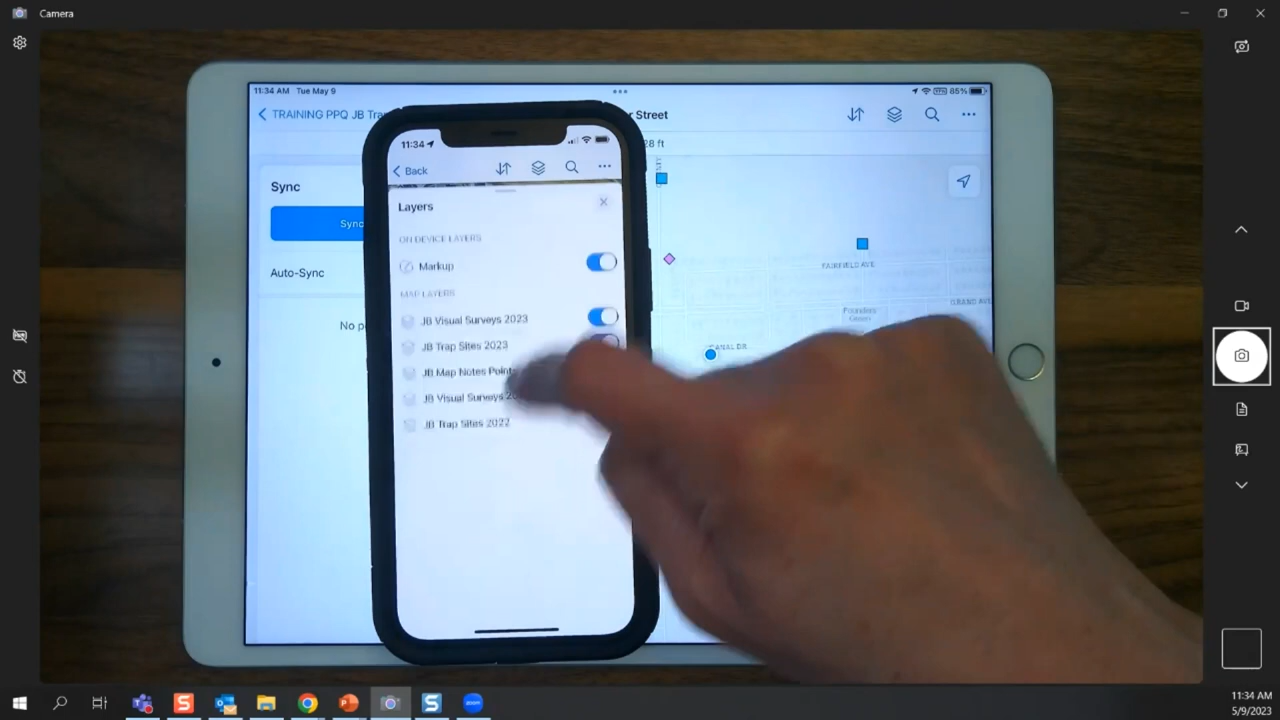 Camera
11:34 AM Tue May 9
85%
TRAINING PPQ JB Tra
Street
28 ft
Sync
Sync
Auto-Sync
No p
11:34
Back
Layers
ON DEVICE LAYERS
Markup
MAP LAYERS
JB Visual Surveys 2023
JB Trap Sites 2023
JB Map Notes Points
JB Visual Surveys 20
JB Trap Sites 2022
FAIRFIELD AVE
GRAND AVE
Founders
Green
CANAL DR
zoom
11:34 AM
5/9/2023